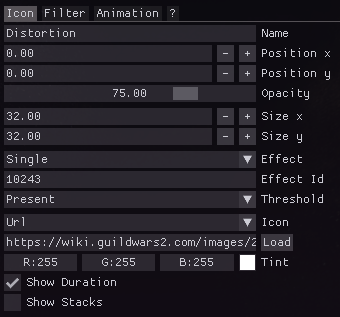 Icon Filter Animation ?
Distortion Name
0.00 - + Position x
0.00 - + Position y
75.00 Opacity
32.00 - + Size x
32.00 - + Size y
Single Effect
10243 Effect Id
Present Threshold
Url Icon
https://wiki.guildwars2.com/images/2 Load
R:255 G:255 B:255 Tint
Show Duration
Show Stacks